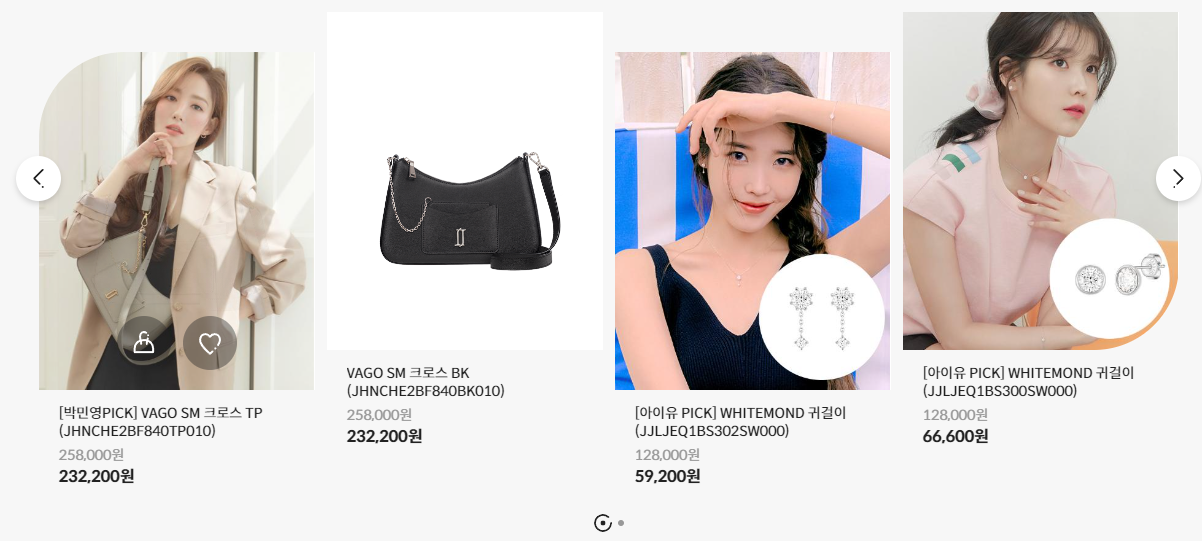 [박민영PICK] VAGO SM 크로스 TP
(JHNCHE2BF840TP010)
258,000원
232,200원
VAGO SM 크로스 BK
(JHNCHE2BF840BK010)
258,000원
232,200원
[아이유 PICK] WHITEMOND 귀걸이
(JJLJEQ1BS302SW000)
128,000원
59,200원
[아이유 PICK] WHITEMOND 귀걸이
(JJLJEQ1BS300SW000)
128,000원
66,600원